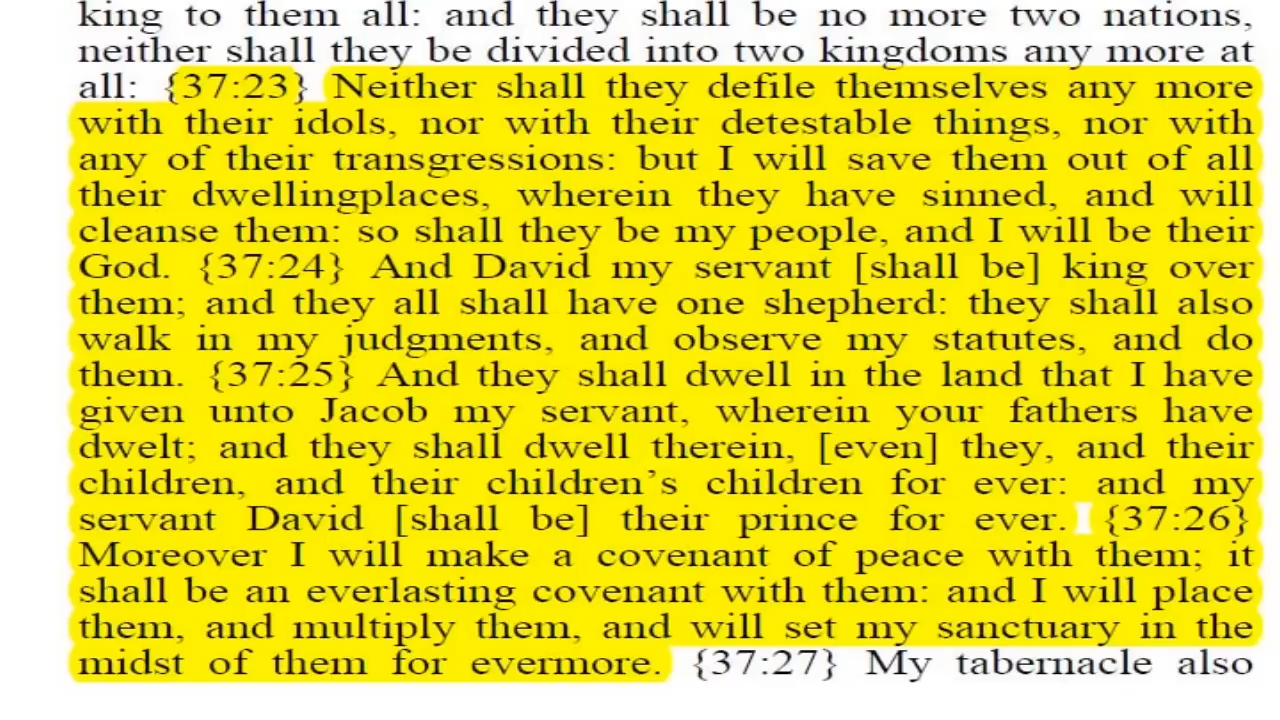 king to them all: and they shall be no more two nations,
neither shall they be divided into two kingdoms any more at
all: {37:23} Neither shall they defile themselves any more
with their idols, nor with their detestable things, nor with
any of their transgressions: but I will save them out of all
their dwellingplaces, wherein they have sinned, and will
cleanse them: so shall they be my people, and I will be their
God. {37:24} And David my servant [shall be] king over
them; and they all shall have one shepherd: they shall also
walk in my judgments, and observe my statutes, and do
them. {37:25} And they shall dwell in the land that I have
given unto Jacob my servant, wherein your fathers have
dwelt; and they shall dwell therein, [even] they, and their
children, and their children’s children for ever: and my
servant David [shall be] their prince for ever. {37:26}
Moreover I will make a covenant of peace with them; it
shall be an everlasting covenant with them: and I will place
them, and multiply them, and will set my sanctuary in the
midst of them for evermore. {37:27} My tabernacle also